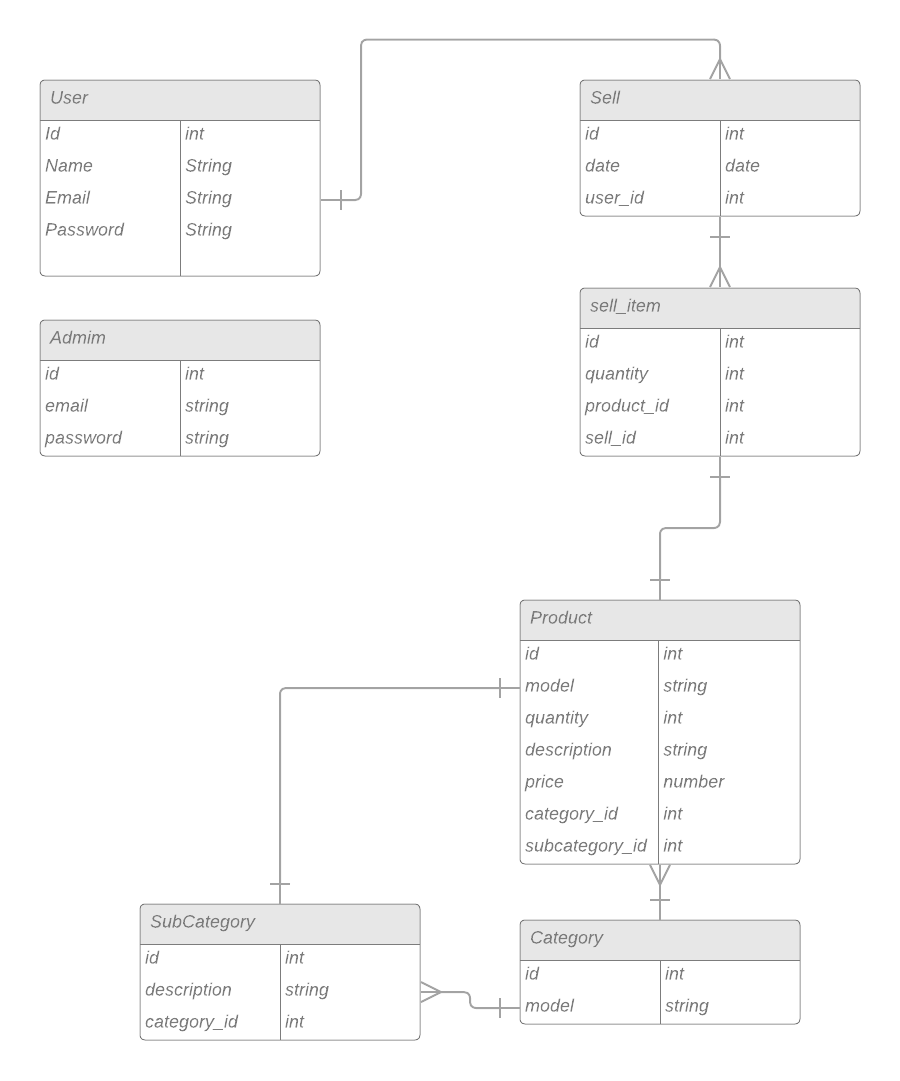 User
Id int
Name String
Email String
Password String
Sell
id int
date date
user_id int
Admim
id int
email string
password string
sell_item
id int
quantity int
product_id int
sell_id int
Product
id int
model string
quantity int
description string
price number
category_id int
subcategory_id int
SubCategory
id int
description string
category_id int
Category
id int
model string